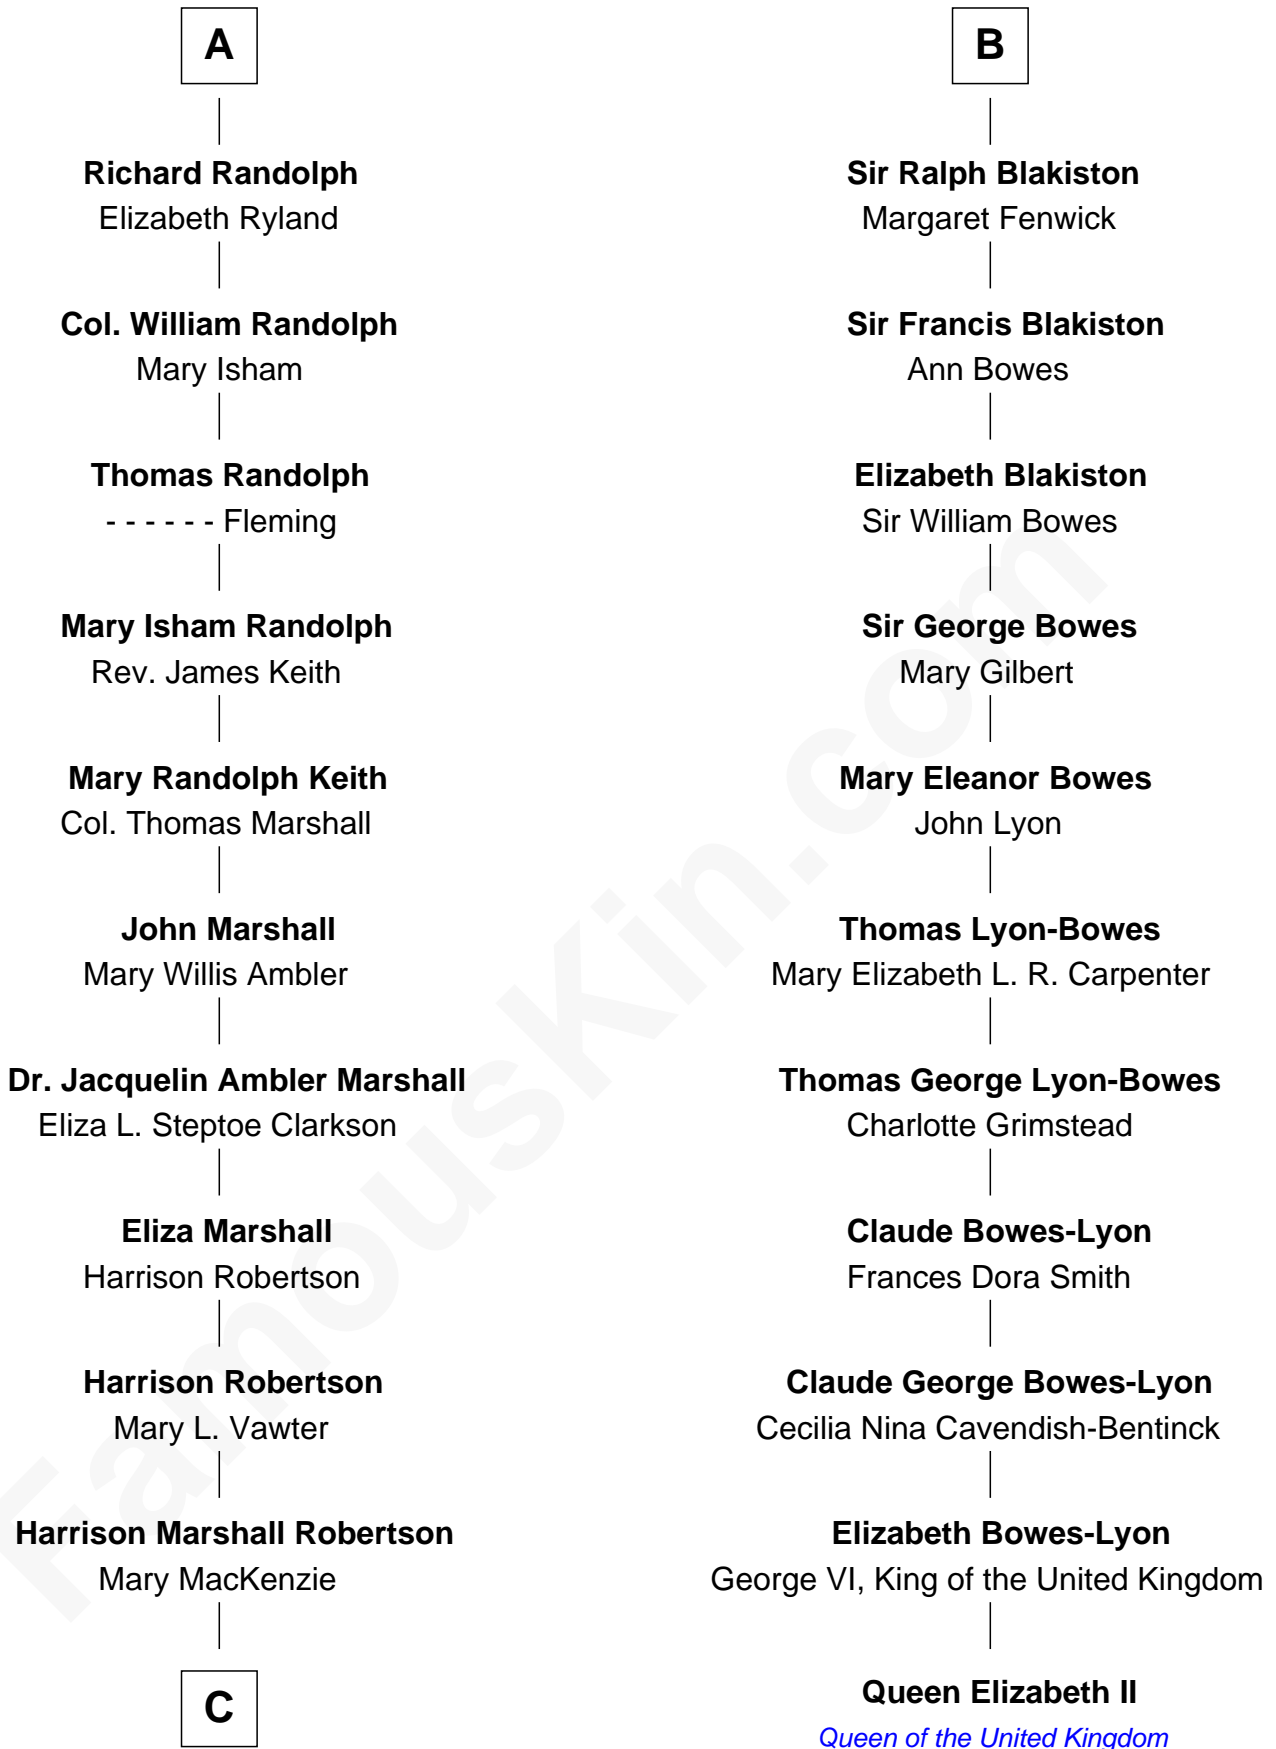 A
Richard Randolph
Elizabeth Ryland
Col. William Randolph
Mary Isham
Thomas Randolph
- - - - - - Fleming
Mary Isham Randolph
Rev. James Keith
Mary Randolph Keith
Col. Thomas Marshall
John Marshall
Mary Willis Ambler
Dr. Jacquelin Ambler Marshall
Eliza L. Steptoe Clarkson
Eliza Marshall
Harrison Robertson
Harrison Robertson
Mary L. Vawter
Harrison Marshall Robertson
Mary MacKenzie
C
B
Sir Ralph Blakiston
Margaret Fenwick
Sir Francis Blakiston
Ann Bowes
Elizabeth Blakiston
Sir William Bowes
Sir George Bowes
Mary Gilbert
Mary Eleanor Bowes
John Lyon
Thomas Lyon-Bowes
Mary Elizabeth L. R. Carpenter
Thomas George Lyon-Bowes
Charlotte Grimstead
Claude Bowes-Lyon
Frances Dora Smith
Claude George Bowes-Lyon
Cecilia Nina Cavendish-Bentinck
Elizabeth Bowes-Lyon
George VI, King of the United Kingdom
Queen Elizabeth II
Queen of the United Kingdom
FamousKin.com